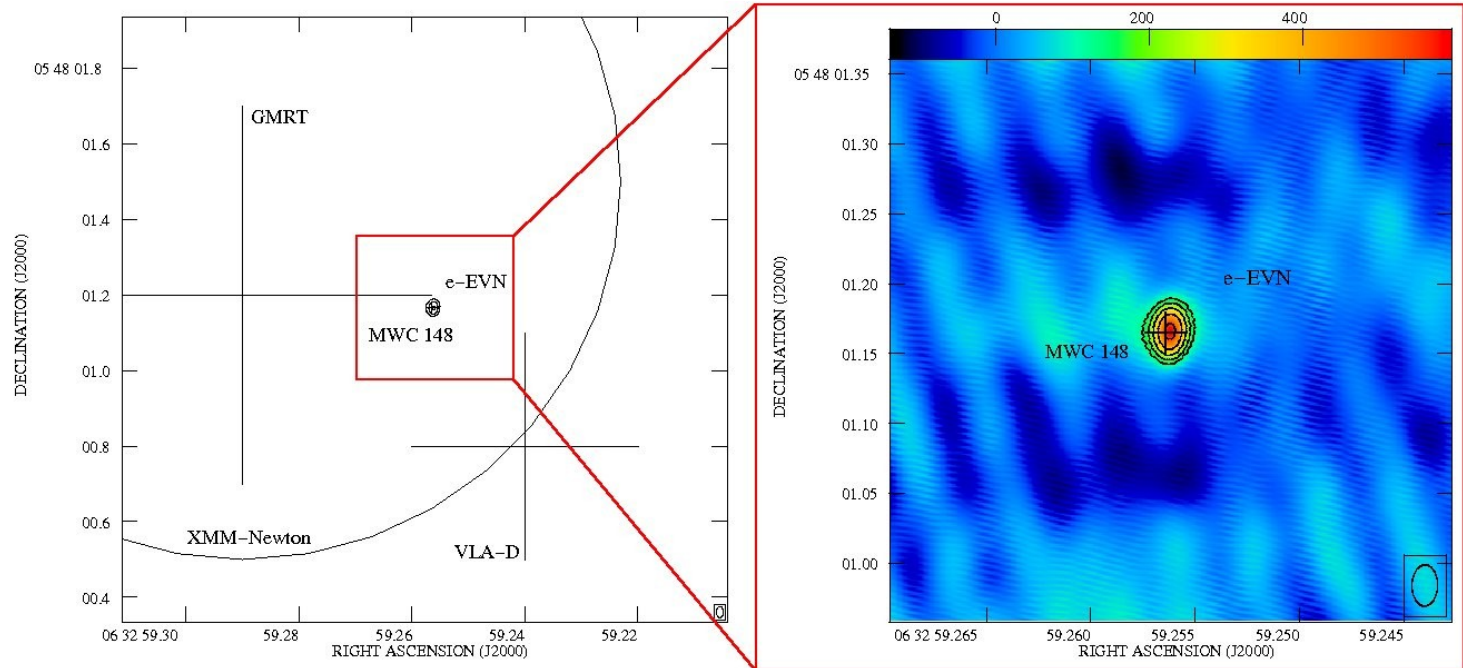 05 48 01.8
01.6
01.4
01.2
01.0
00.8
00.6
00.4
DECLINATION (J2000)
GMRT
e-EVN
MWC 148
XMM-Newton
VLA-D
06 32 59.30
59.28
59.26
59.24
59.22
RIGHT ASCENSION (J2000)
0
200
400
05 48 01.35
01.30
01.25
01.20
01.15
01.10
01.05
01.00
DECLINATION (J2000)
e-EVN
MWC 148
06 32 59.265
59.260
59.255
59.250
59.245
RIGHT ASCENSION (J2000)